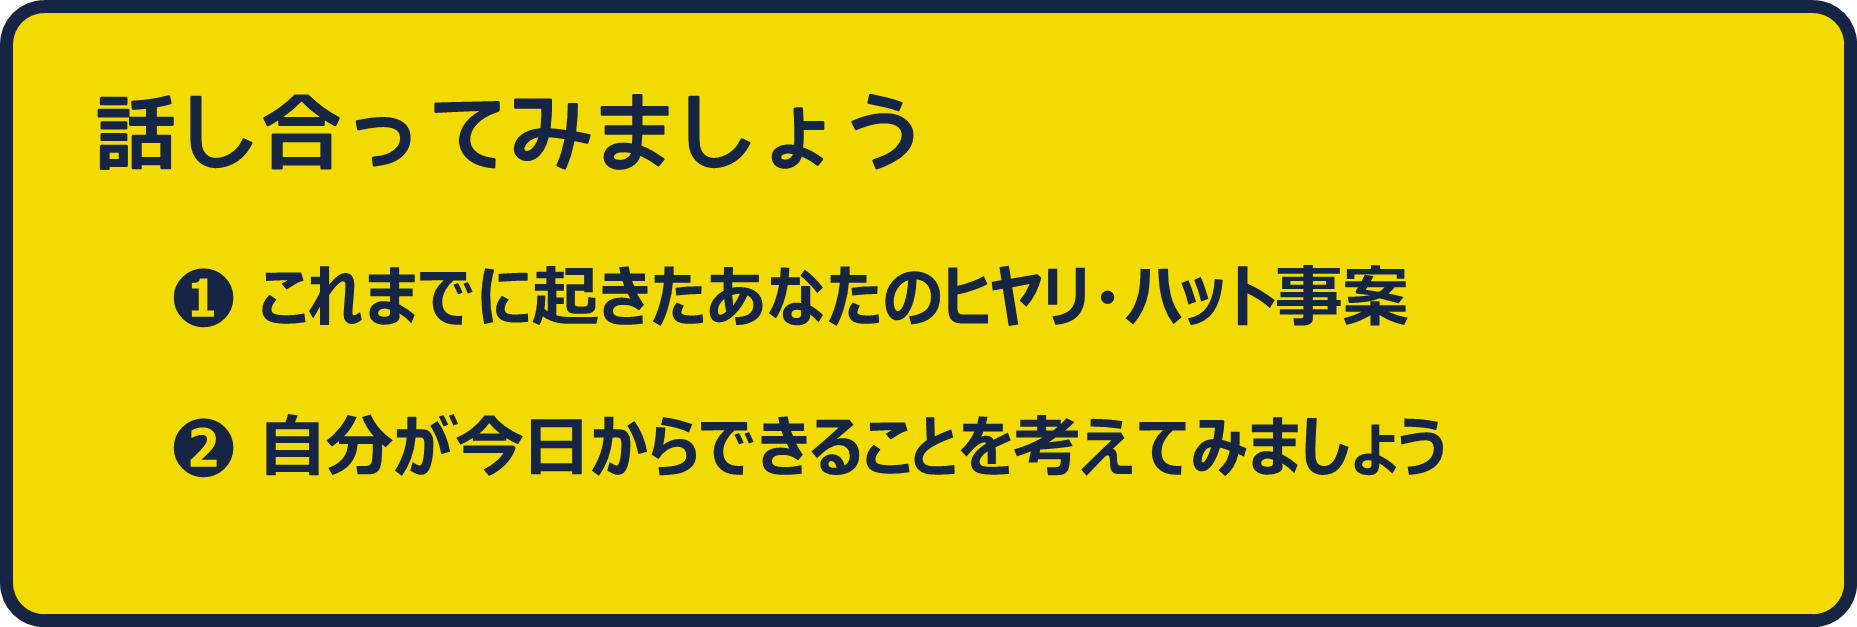 話し合ってみましょう
❶ これまでに起きたあなたのヒヤリ・ハット事案
❷ 自分が今日からできることを考えてみましょう